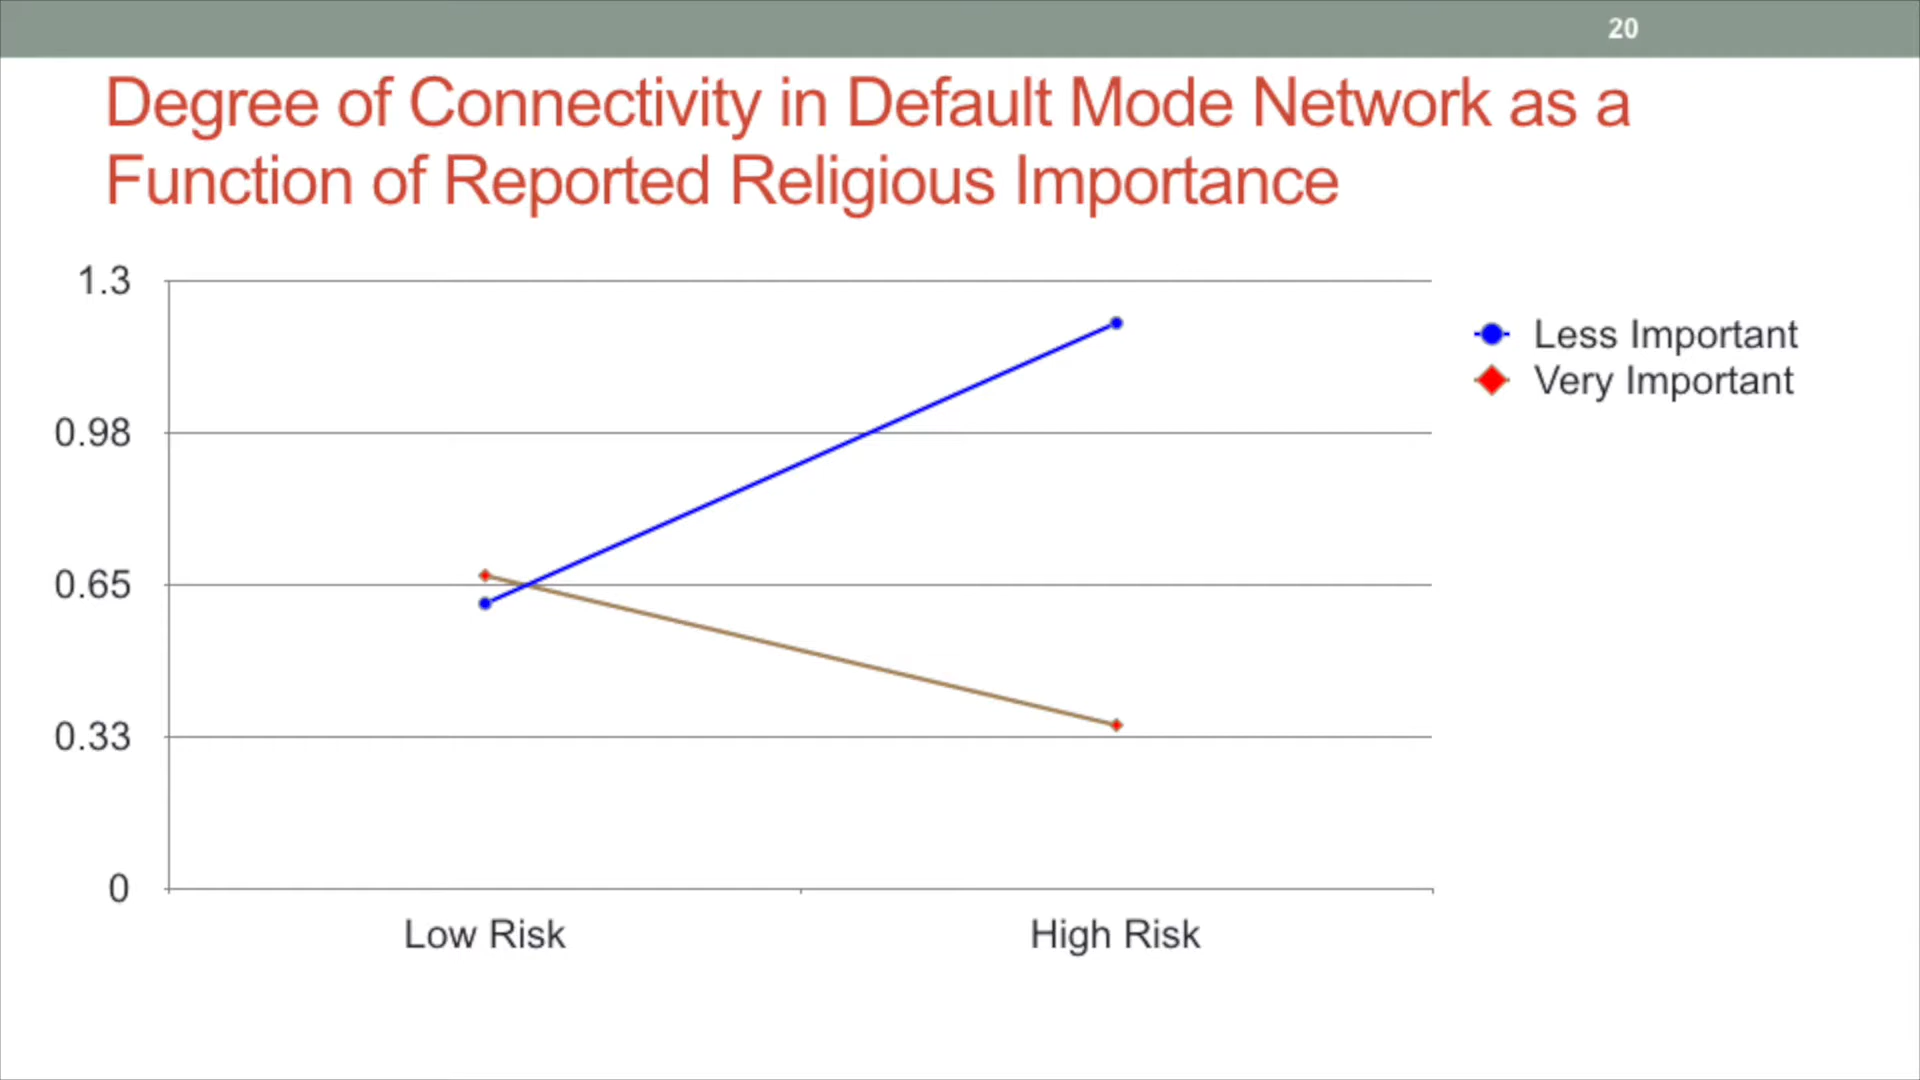 20
Degree of Connectivity in Default Mode Network as a
Function of Reported Religious Importance
1.3
0.98
0.65
0.33
0
Low Risk
High Risk
Less Important
Very Important